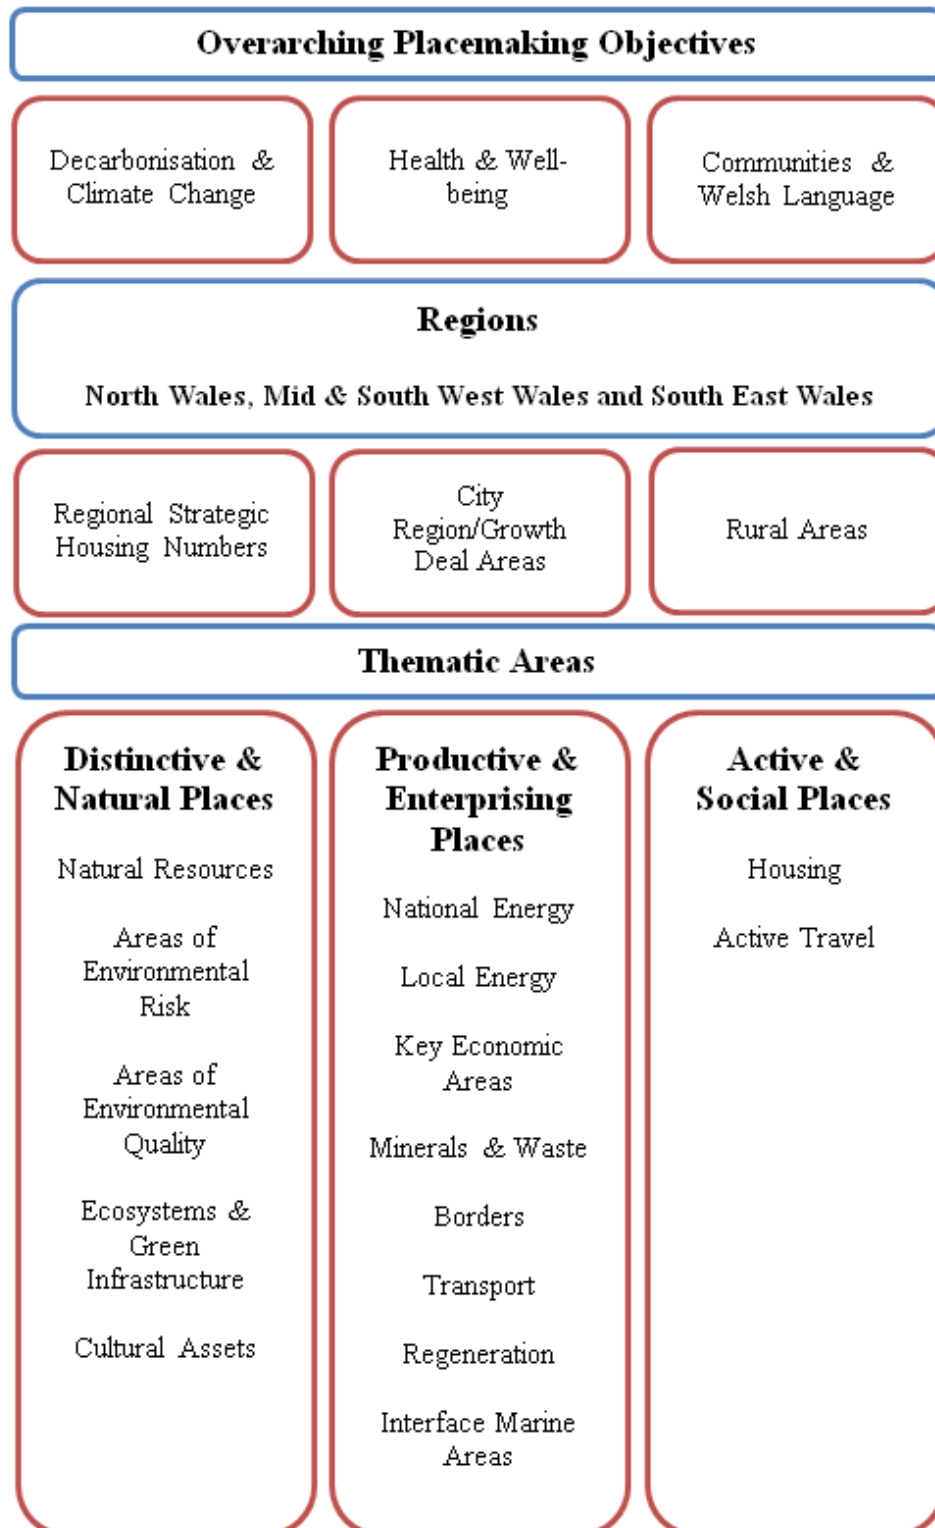 Overarching Placemaking Objectives
Decarbonisation &
Climate Change
Health & Well-
being
Communities &
Welsh Language
Regions
North Wales, Mid & South West Wales and South East Wales
Regional Strategic
Housing Numbers
City
Region/Growth
Deal Areas
Rural Areas
Thematic Areas
Distinctive &
Natural Places
Natural Resources
Areas of
Environmental
Risk
Areas of
Environmental
Quality
Ecosystems &
Green
Infrastructure
Cultural Assets
Productive &
Enterprising
Places
National Energy
Local Energy
Key Economic
Areas
Minerals & Waste
Borders
Transport
Regeneration
Interface Marine
Areas
Active &
Social Places
Housing
Active Travel